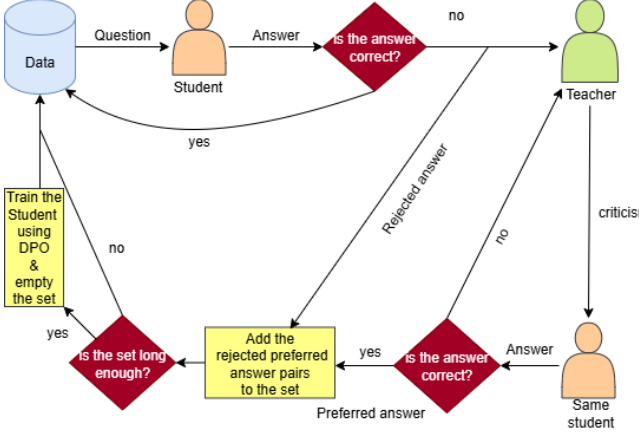 no
Question
Answer
is the answer
correct?
Data
Student
Teacher
yes
Rejected answer
Train the
Student
using
DPO
&
empty
the set
no
no
criticis
yes
is the set long
enough?
Add the
rejected preferred
answer pairs
to the set
yes
is the answer
correct?
Answer
Preferred answer
Same
student